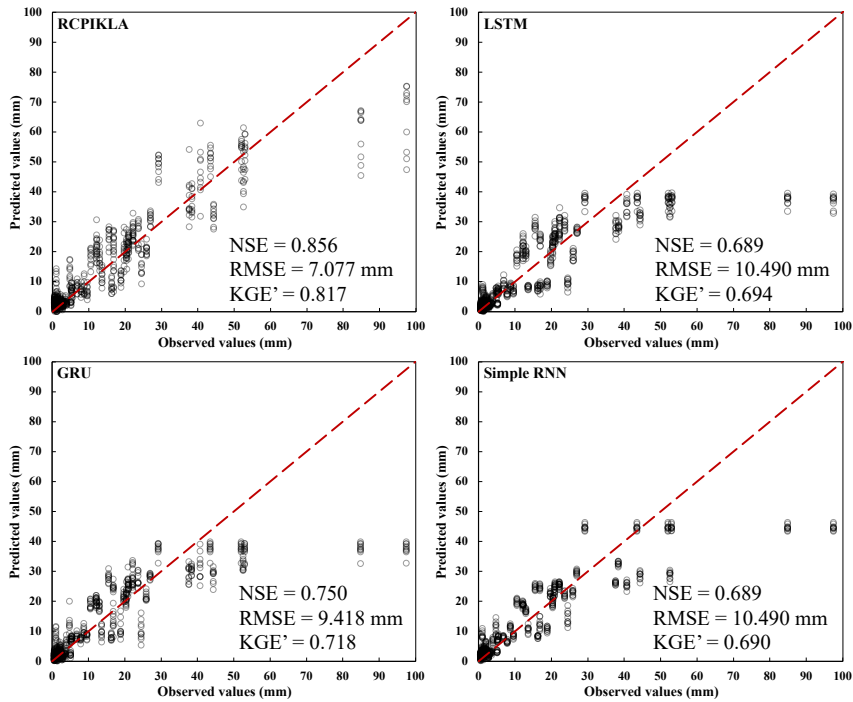 RCPIKLA
Predicted values (mm)
100
90
80
70
60
50
40
30
20
10
0
NSE = 0.856
RMSE = 7.077 mm
KGE’ = 0.817
0 10 20 30 40 50 60 70 80 90 100
Observed values (mm)
LSTM
Predicted values (mm)
100
90
80
70
60
50
40
30
20
10
0
NSE = 0.689
RMSE = 10.490 mm
KGE’ = 0.694
0 10 20 30 40 50 60 70 80 90 100
Observed values (mm)
GRU
Predicted values (mm)
100
90
80
70
60
50
40
30
20
10
0
NSE = 0.750
RMSE = 9.418 mm
KGE’ = 0.718
0 10 20 30 40 50 60 70 80 90 100
Observed values (mm)
Simple RNN
Predicted values (mm)
100
90
80
70
60
50
40
30
20
10
0
NSE = 0.689
RMSE = 10.490 mm
KGE’ = 0.690
0 10 20 30 40 50 60 70 80 90 100
Observed values (mm)